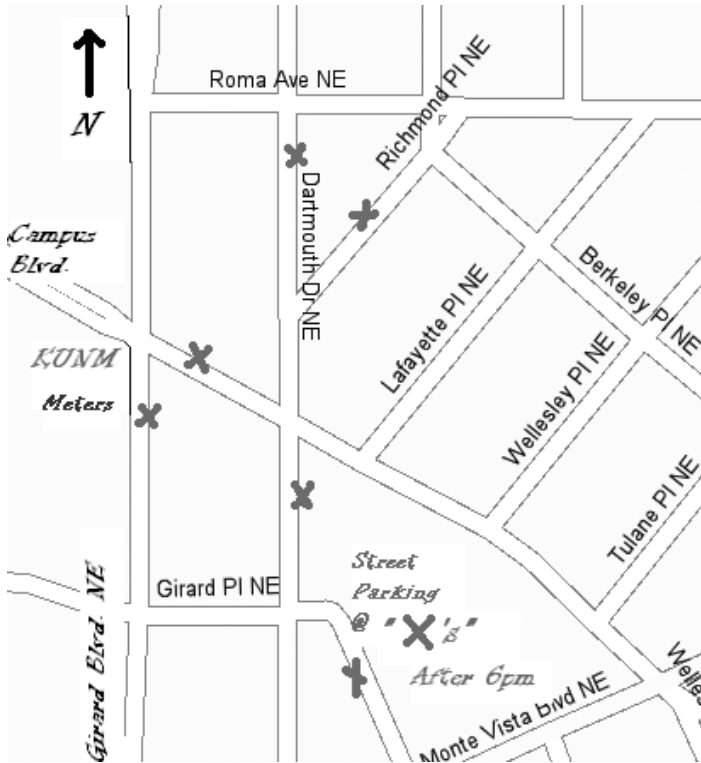 Roma Ave NE
Richmond Pl NE
N
Dartmouth Dr NE
Campus
Blvd.
Berkeley Pl NE
Lafayette Pl NE
KUNM
Meters
Wellesley Pl NE
Tulane Pl NE
Street
Parking
@ "X's"
After 6pm
Girard Pl NE
Girard Blvd. NE
Monte Vista Blvd NE